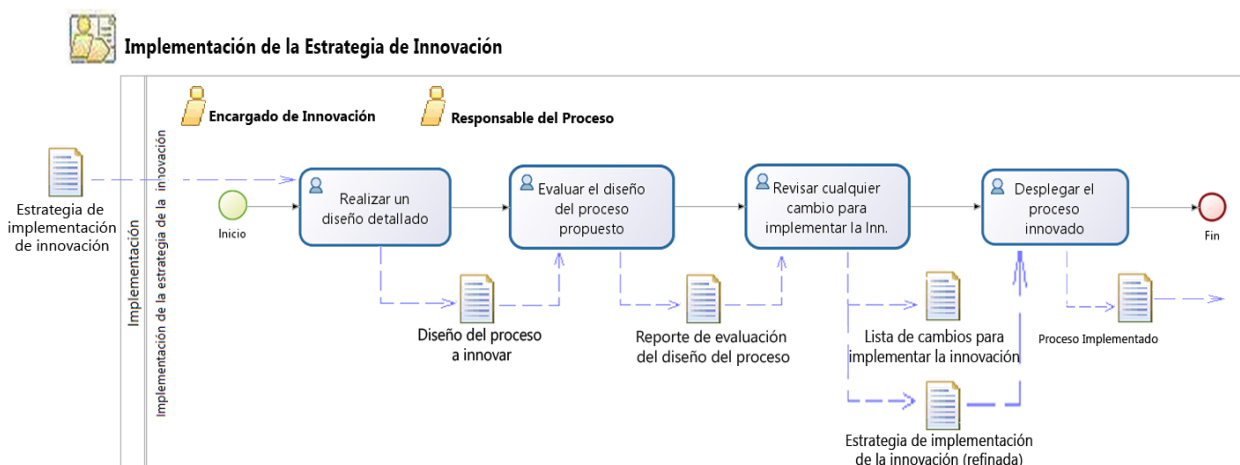 Implementación de la Estrategia de Innovación
Encargado de Innovación
Responsable del Proceso
Implementación
Implementación de la estrategia de la innovación
Estrategia de
implementación
de innovación
Inicio
Realizar un
diseño detallado
Evaluar el diseño
del proceso
propuesto
Revisar cualquier
cambio para
implementar la Inn.
Desplegar el
proceso
innovado
Fin
Diseño del proceso
a innovar
Reporte de evaluación
del diseño del proceso
Lista de cambios para
implementar la innovación
Proceso Implementado
Estrategia de implementación
de la innovación (refinada)